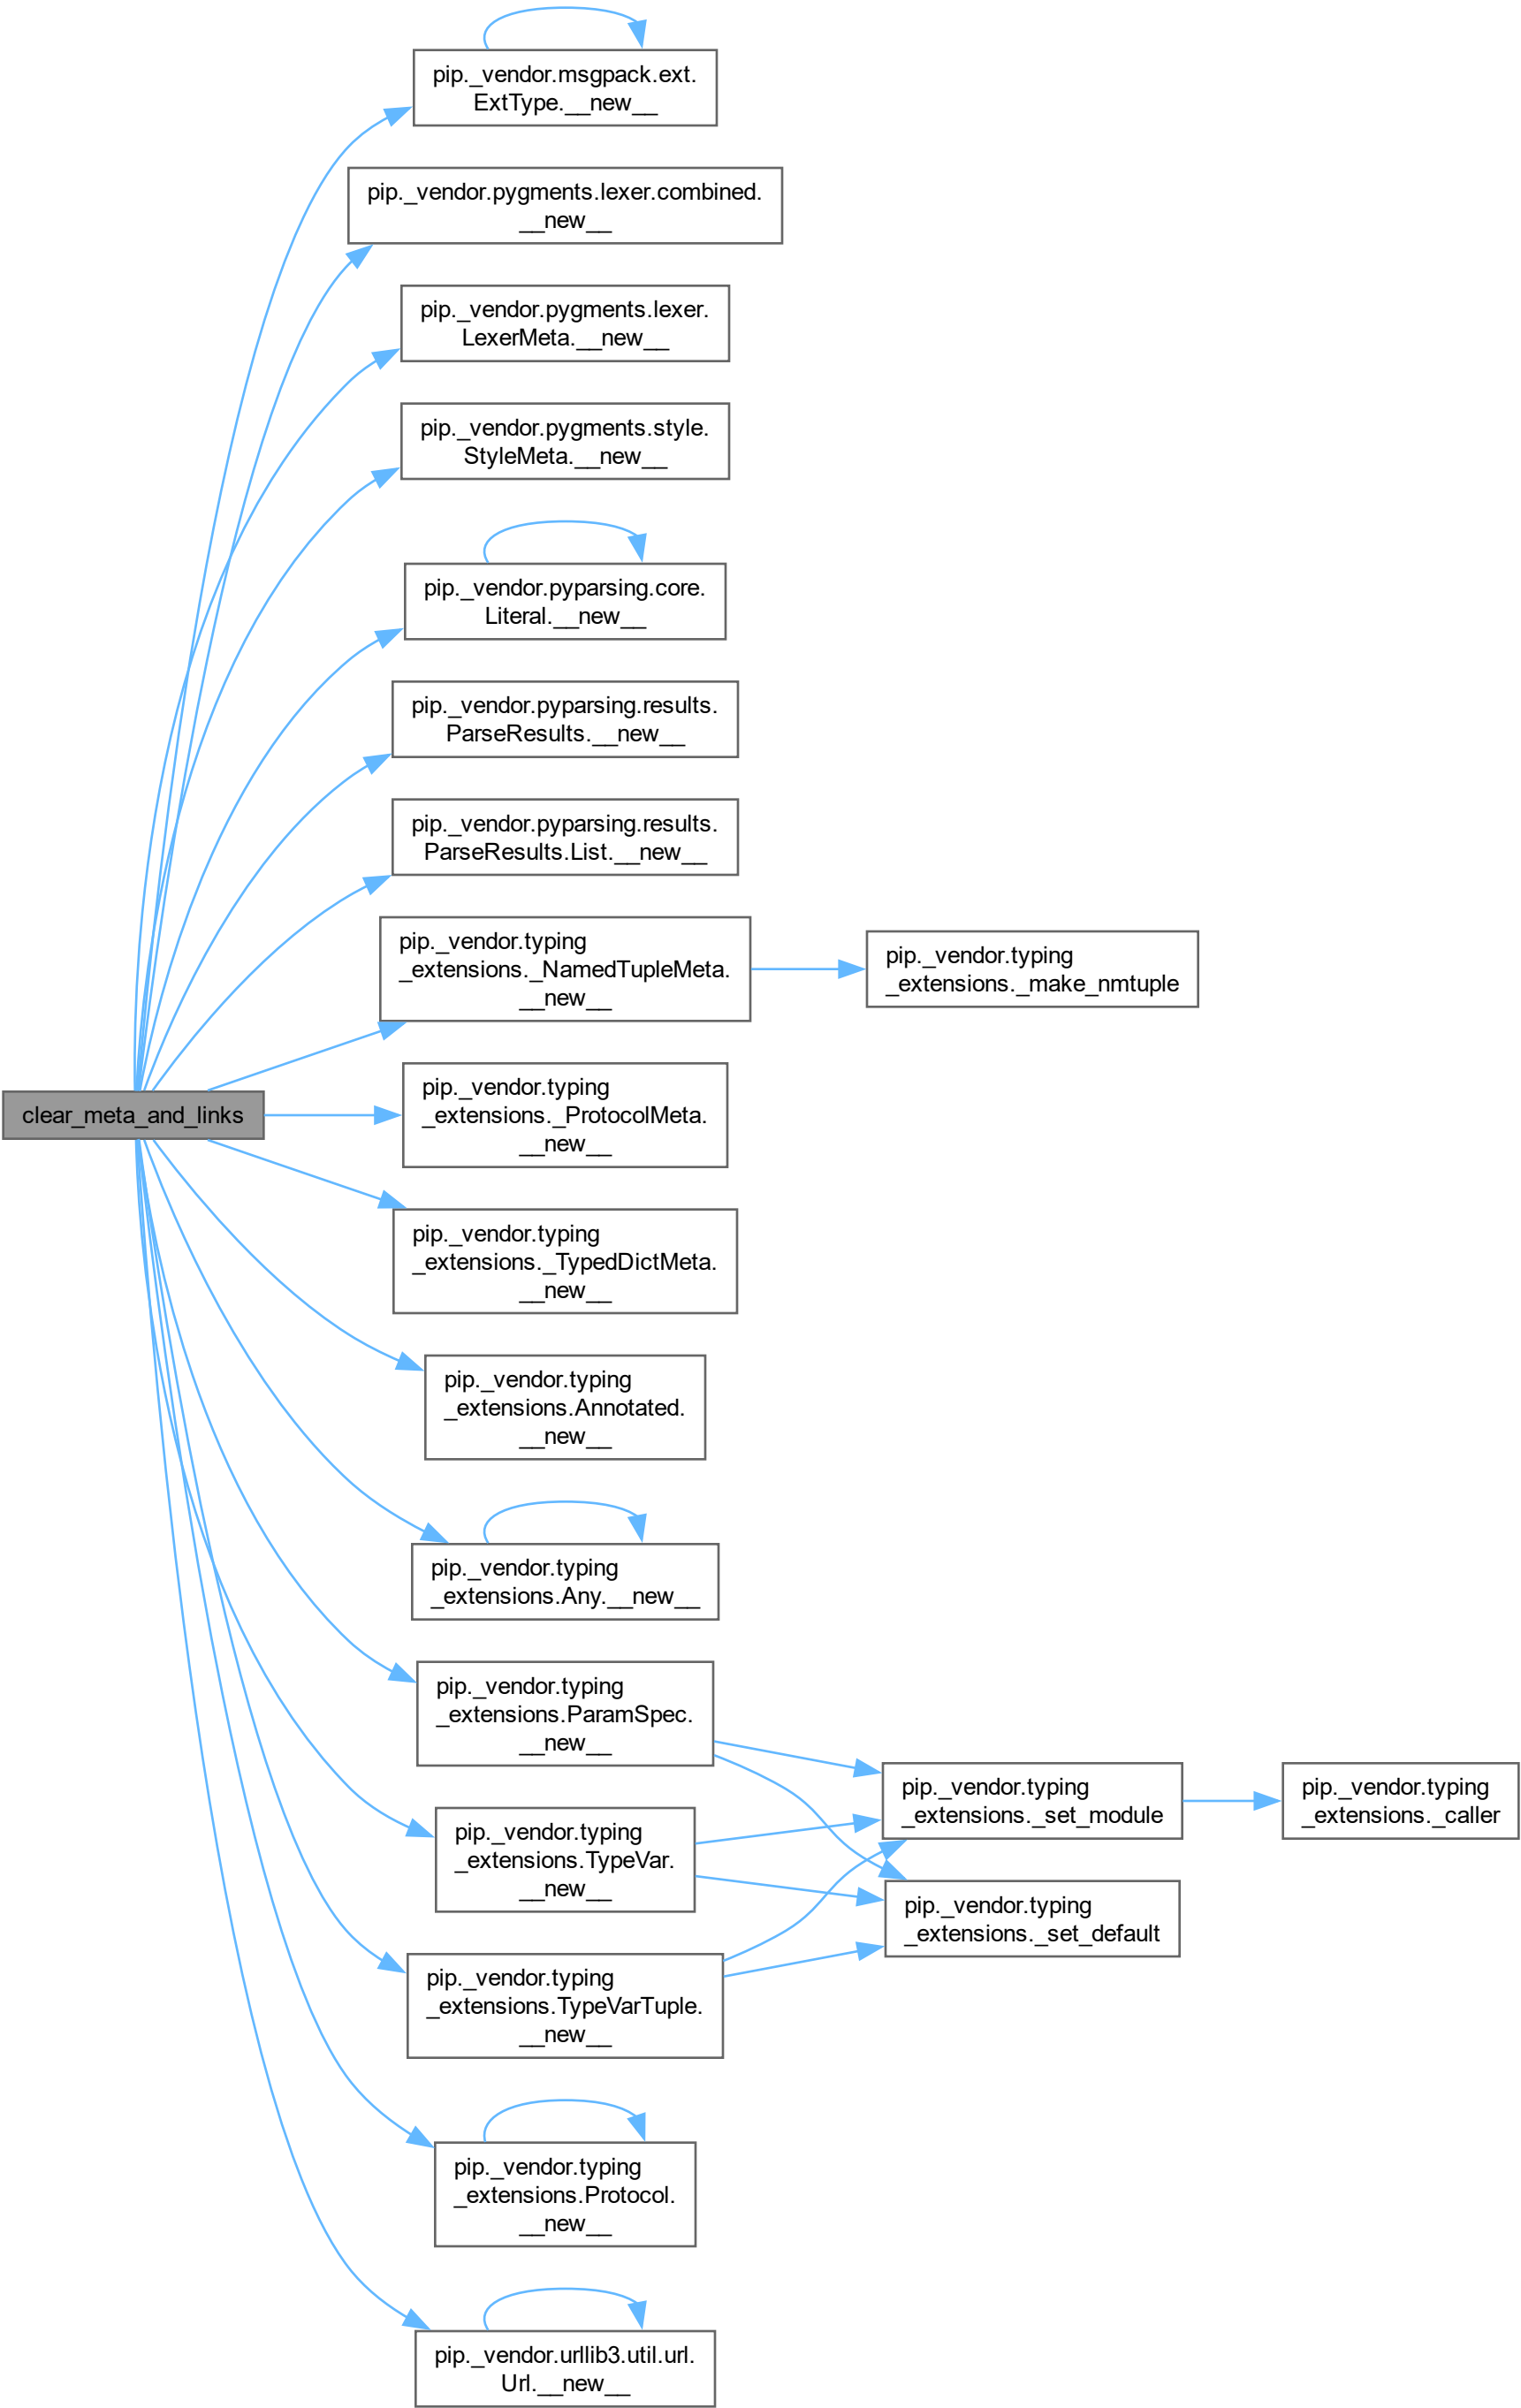 pip._vendor.msgpack.ext.
ExtType.__new__
pip._vendor.pygments.lexer.combined.
__new__
pip._vendor.pygments.lexer.
LexerMeta.__new__
pip._vendor.pygments.style.
StyleMeta.__new__
pip._vendor.pyparsing.core.
Literal.__new__
pip._vendor.pyparsing.results.
ParseResults.__new__
pip._vendor.pyparsing.results.
ParseResults.List.__new__
pip._vendor.typing
_extensions._NamedTupleMeta.
__new__
pip._vendor.typing
_extensions._make_nmtuple
clear_meta_and_links
pip._vendor.typing
_extensions._ProtocolMeta.
__new__
pip._vendor.typing
_extensions._TypedDictMeta.
__new__
pip._vendor.typing
_extensions.Annotated.
__new__
pip._vendor.typing
_extensions.Any.__new__
pip._vendor.typing
_extensions.ParamSpec.
__new__
pip._vendor.typing
_extensions._set_module
pip._vendor.typing
_extensions._caller
pip._vendor.typing
_extensions.TypeVar.
__new__
pip._vendor.typing
_extensions._set_default
pip._vendor.typing
_extensions.TypeVarTuple.
__new__
pip._vendor.typing
_extensions.Protocol.
__new__
pip._vendor.urllib3.util.url.
Url.__new__